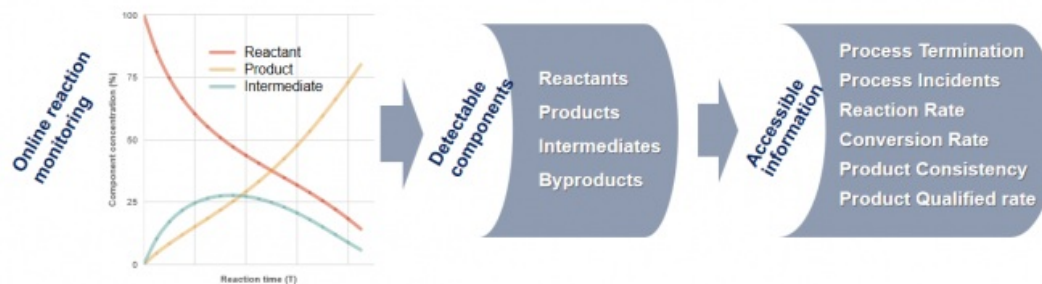 Online reaction
monitoring
100
75
50
25
0
Component concentration (%)
Reaction time (T)
Reactant
Product
Intermediate
Detectable
components
Reactants
Products
Intermediates
Byproducts
Accessible
information
Process Termination
Process Incidents
Reaction Rate
Conversion Rate
Product Consistency
Product Qualified rate